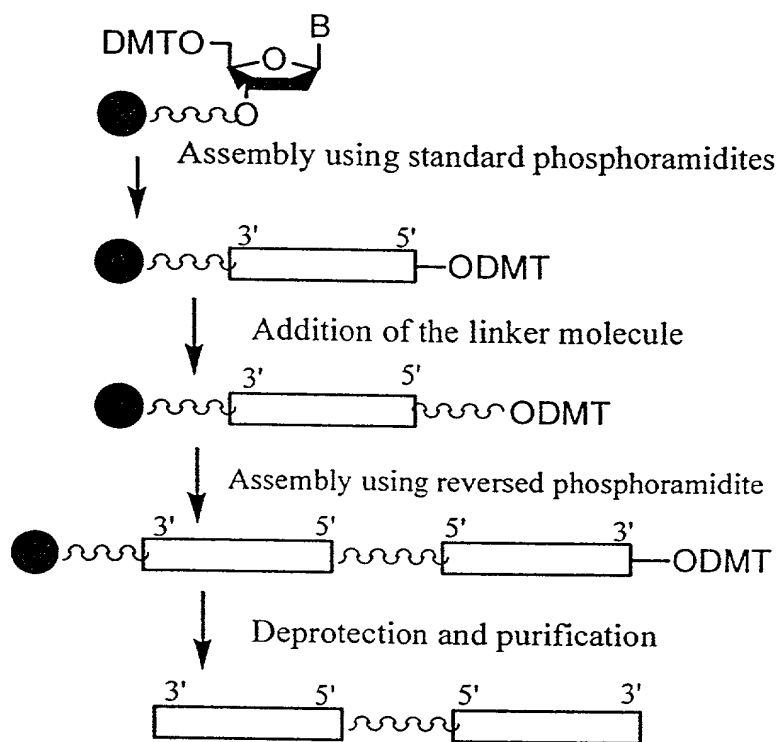 B
DMTO
O
O
Assembly using standard phosphoramidites
3' 5'
ODMT
Addition of the linker molecule
3' 5'
ODMT
Assembly using reversed phosphoramidite
3' 5' 5' 3'
ODMT
Deprotection and purification
3' 5' 5' 3'